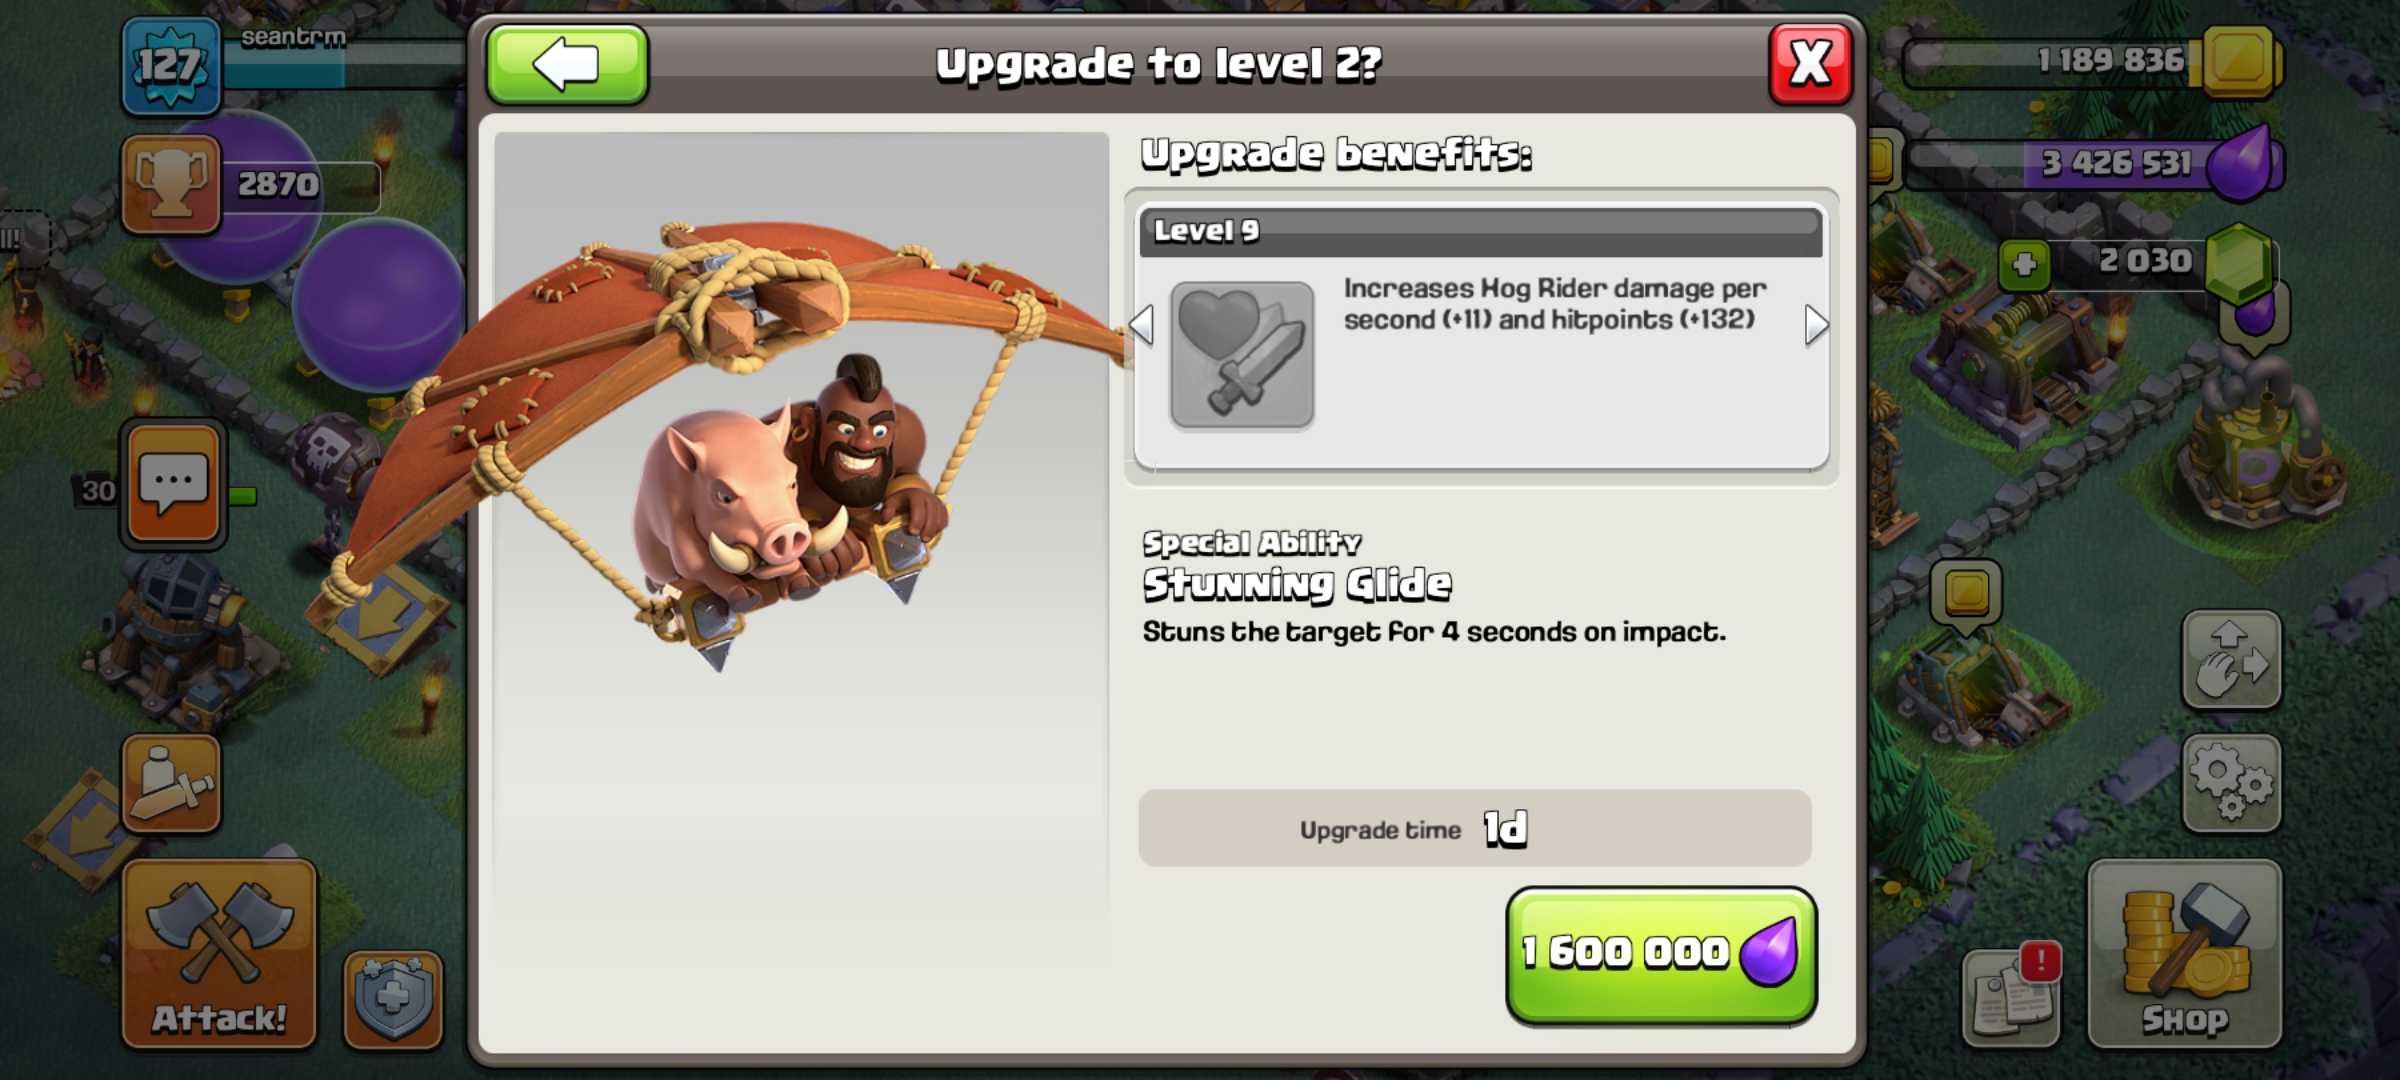 127
seantrm
2870
ll!
30
Attack!
Upgrade to level 2?
X
Upgrade benefits:
Level 9
Increases Hog Rider damage per
second (+11) and hitpoints (+132)
Special Ability
Stunning Glide
Stuns the target for 4 seconds on impact.
Upgrade time 1d
1 600 000
1 189 836
3 426 531
+ 2 030
!
Shop